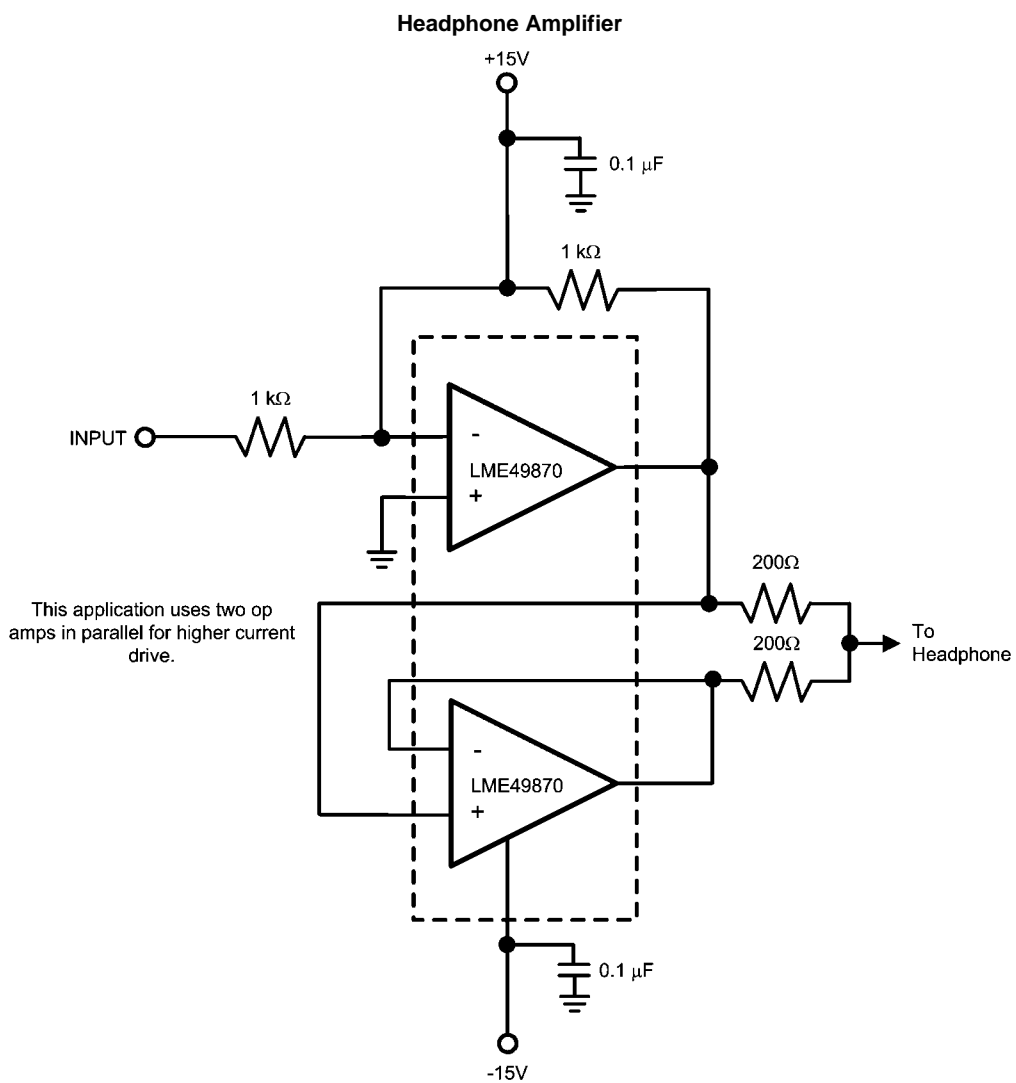 Headphone Amplifier
+15V
0.1 μF
1 kΩ
1 kΩ
INPUT
-
LME49870
+
200Ω
This application uses two op
amps in parallel for higher current
drive.
To
Headphone
200Ω
-
LME49870
+
0.1 μF
-15V